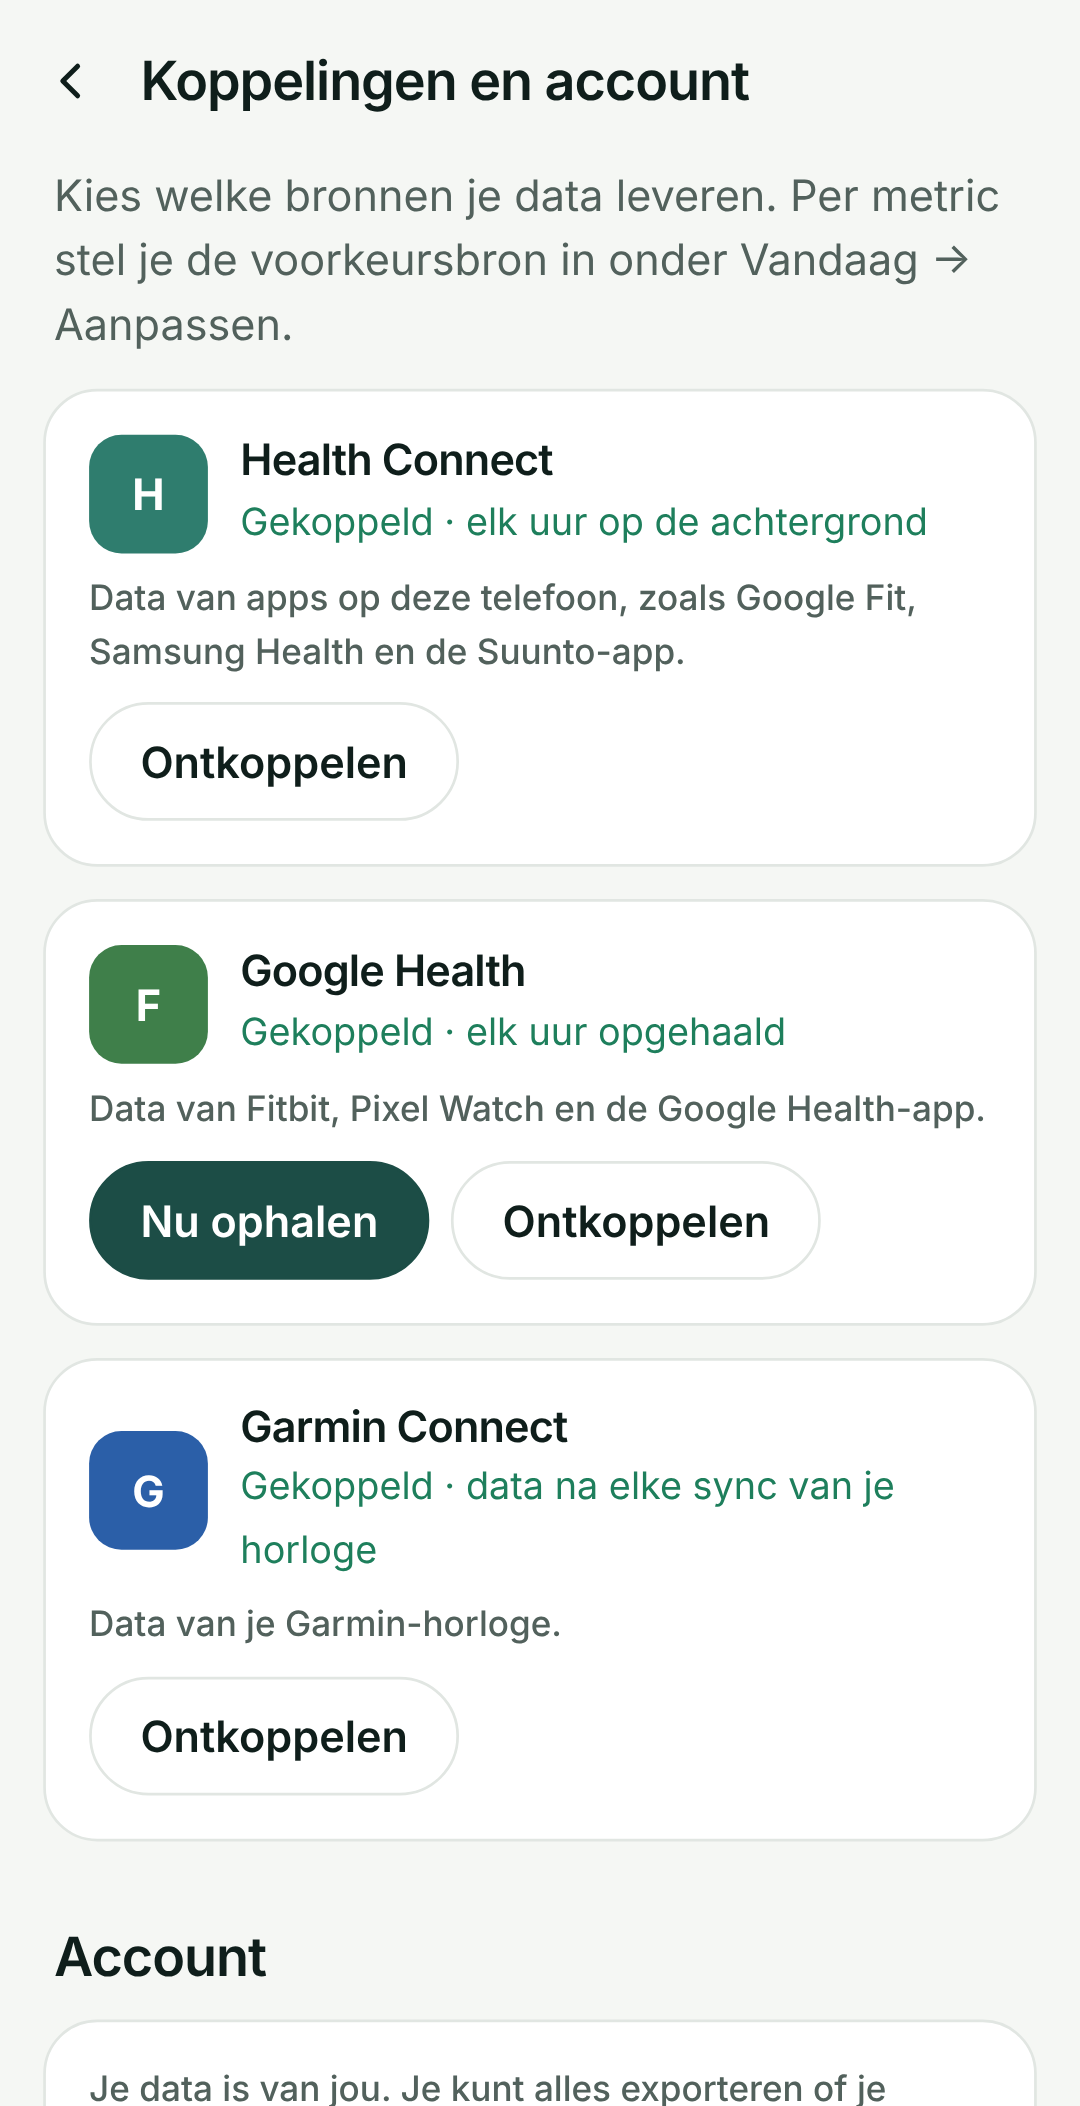 Koppelingen en account
Kies welke bronnen je data leveren. Per metric
stel je de voorkeursbron in onder Vandaag →
Aanpassen.
H
Health Connect
Gekoppeld · elk uur op de achtergrond
Data van apps op deze telefoon, zoals Google Fit,
Samsung Health en de Suunto-app.
Ontkoppelen
F
Google Health
Gekoppeld · elk uur opgehaald
Data van Fitbit, Pixel Watch en de Google Health-app.
Nu ophalen
Ontkoppelen
G
Garmin Connect
Gekoppeld · data na elke sync van je
horloge
Data van je Garmin-horloge.
Ontkoppelen
Account
Je data is van jou. Je kunt alles exporteren of je